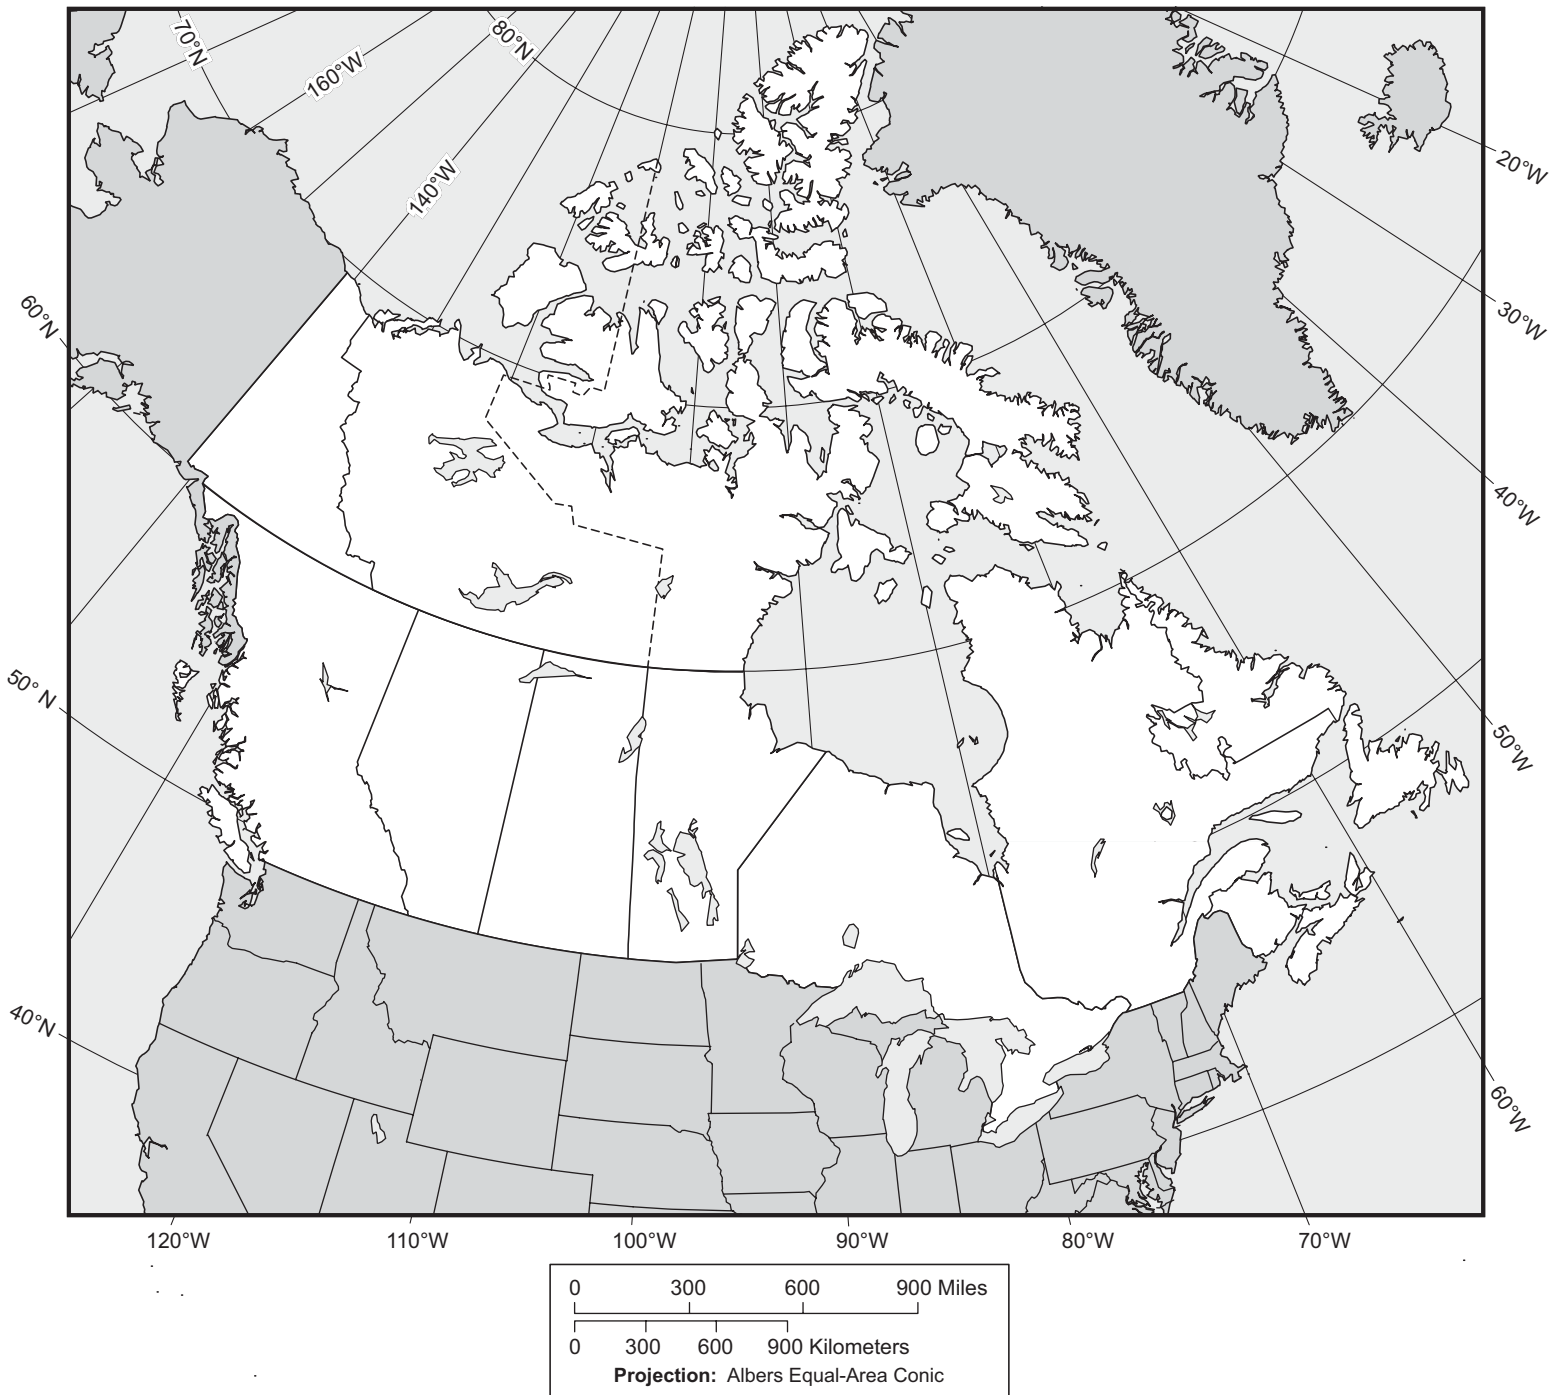 70°N
160°W
80°N
140°W
20°W
60°N
30°W
40°W
50° N
50°W
40°N
60°W
120°W 110°W 100°W 90°W 80°W 70°W
0 300 600 900 Miles
0 300 600 900 Kilometers
Projection: Albers Equal-Area Conic